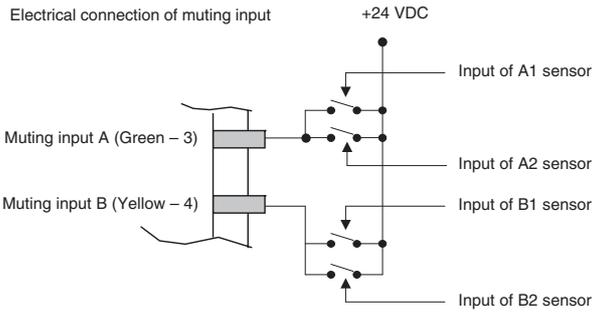 Electrical connection of muting input
+24 VDC
Input of A1 sensor
Muting input A (Green – 3)
Input of A2 sensor
Muting input B (Yellow – 4)
Input of B1 sensor
Input of B2 sensor